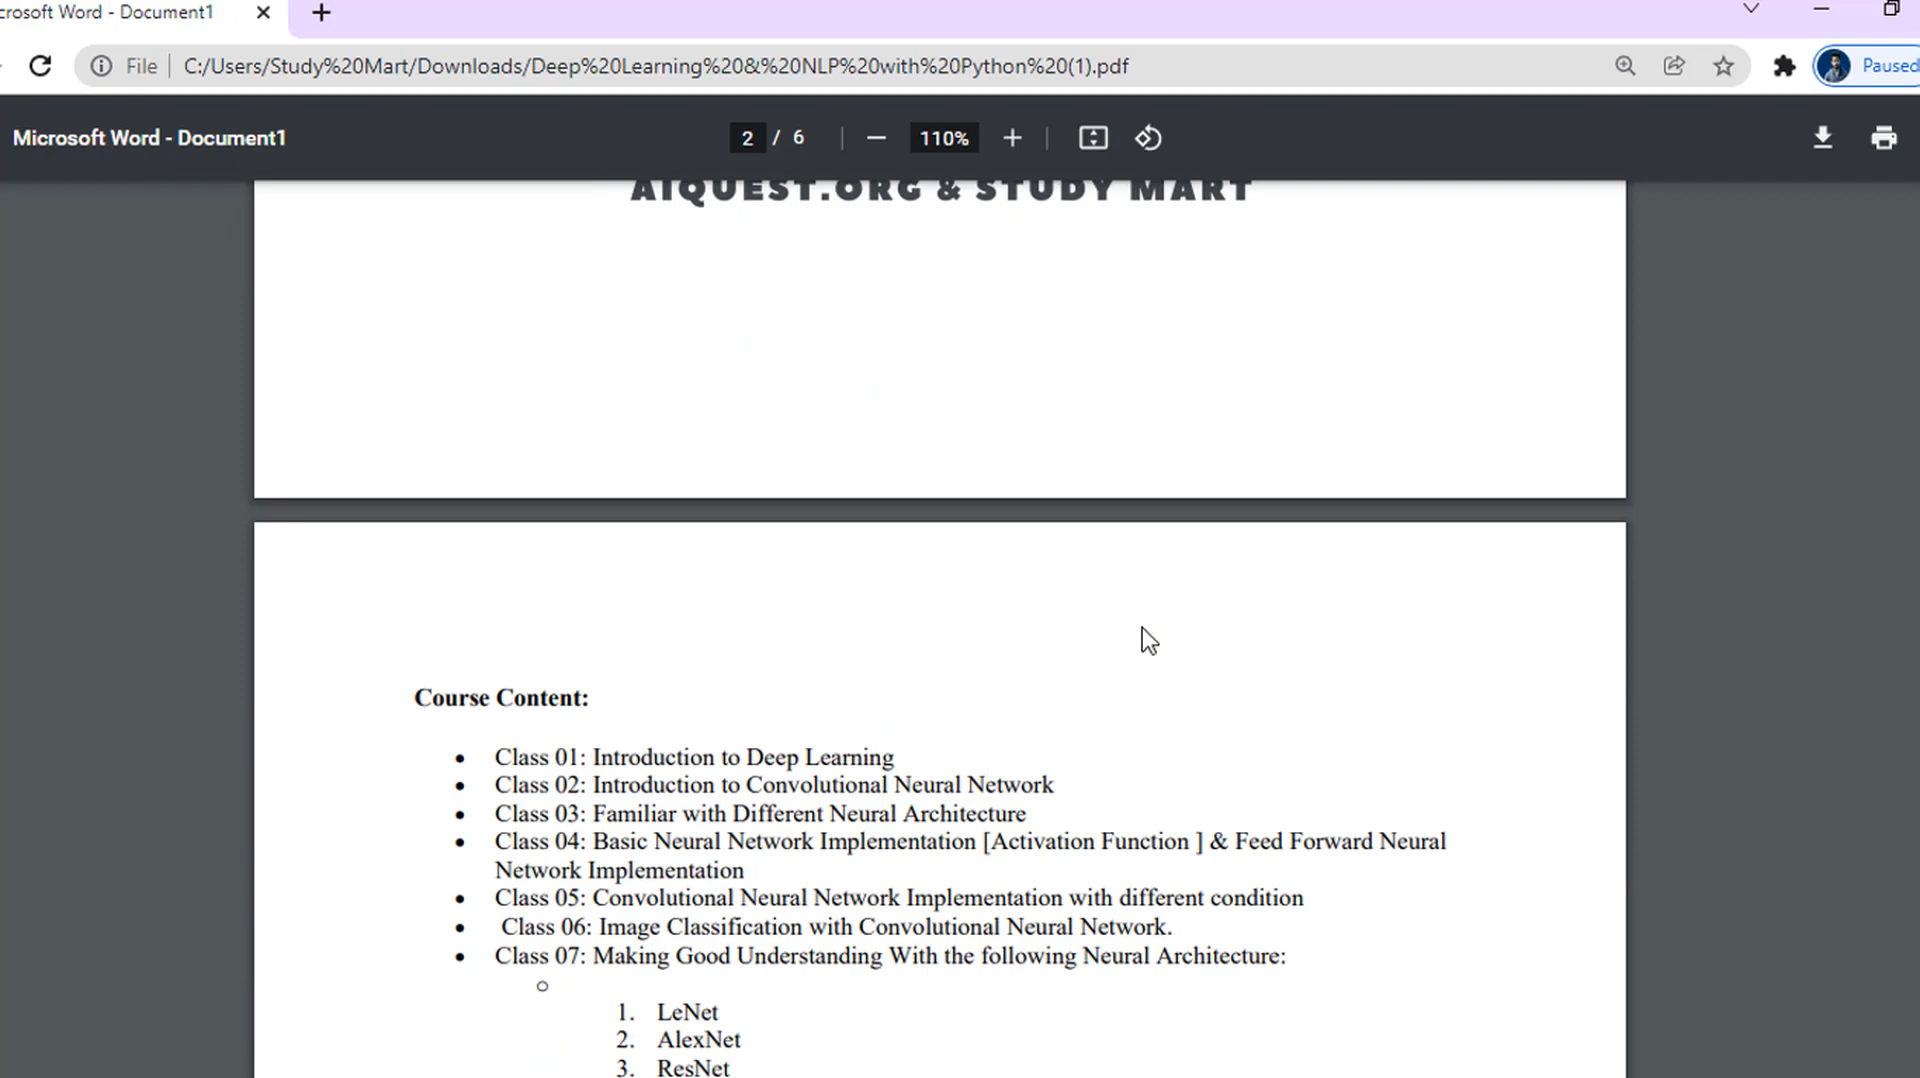 crosoft Word - Document1
File
C:/Users/Study%20Mart/Downloads/Deep%20Learning%20&%20NLP%20with%20Python%20(1).pdf
Paused
Microsoft Word - Document1
2 / 6
110%
AIQUEST.ORG & STUDY MART
Course Content:
• Class 01: Introduction to Deep Learning
• Class 02: Introduction to Convolutional Neural Network
• Class 03: Familiar with Different Neural Architecture
• Class 04: Basic Neural Network Implementation [Activation Function ] & Feed Forward Neural
Network Implementation
• Class 05: Convolutional Neural Network Implementation with different condition
• Class 06: Image Classification with Convolutional Neural Network.
• Class 07: Making Good Understanding With the following Neural Architecture:
1. LeNet
2. AlexNet
3. ResNet